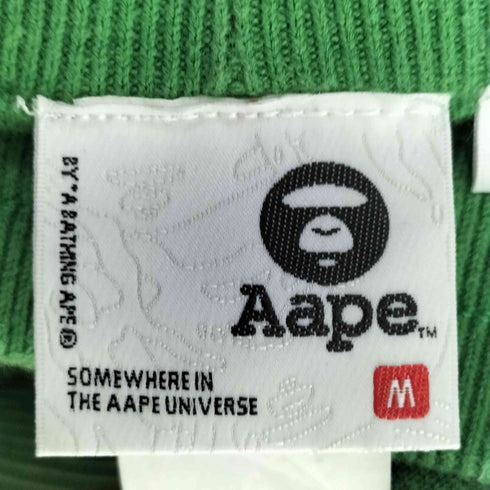 BY*A BATHING APE®
Aape™
SOMEWHERE IN
THE AAPE UNIVERSE
M